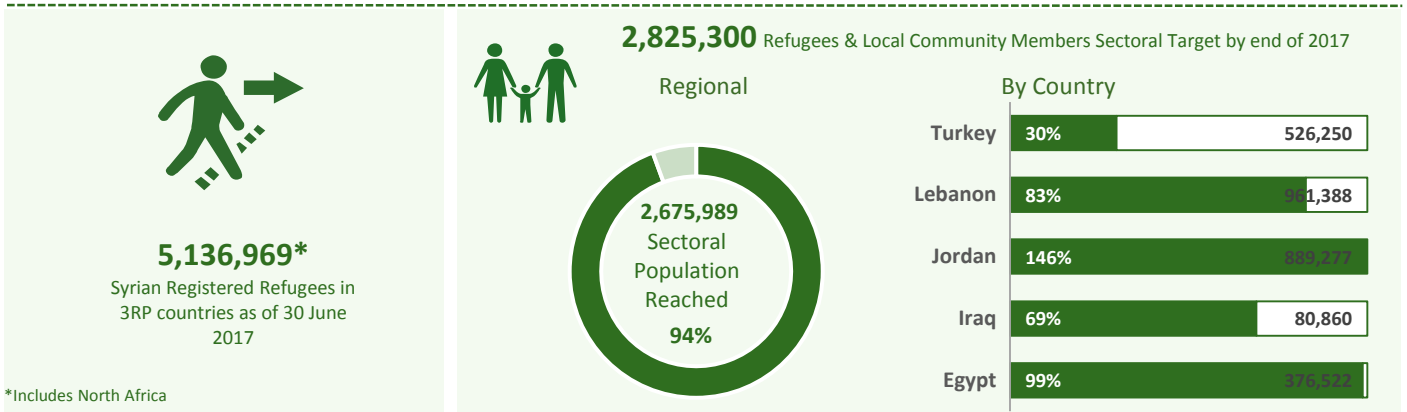 5,136,969*
Syrian Registered Refugees in
3RP countries as of 30 June
2017
*Includes North Africa
2,825,300 Refugees & Local Community Members Sectoral Target by end of 2017
Regional
2,675,989
Sectoral
Population
Reached
94%
By Country
Turkey 30% 526,250
Lebanon 83% 961,388
Jordan 146% 889,277
Iraq 69% 80,860
Egypt 99% 376,522